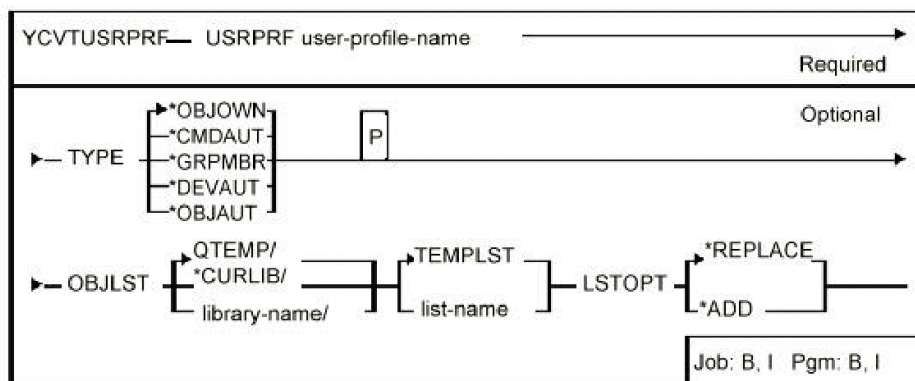 YCVTUSRPRF USRPRF user-profile-name
Required
Optional
*OBJOWN
*CMDAUT
P
TYPE *GRPMBR
*DEVAUT
*OBJAUT
QTEMP/ TEMPLST *REPLACE
*CURLIB/
OBJLST LSTOPT
library-name/ list-name *ADD
Job: B, I Pgm: B, I